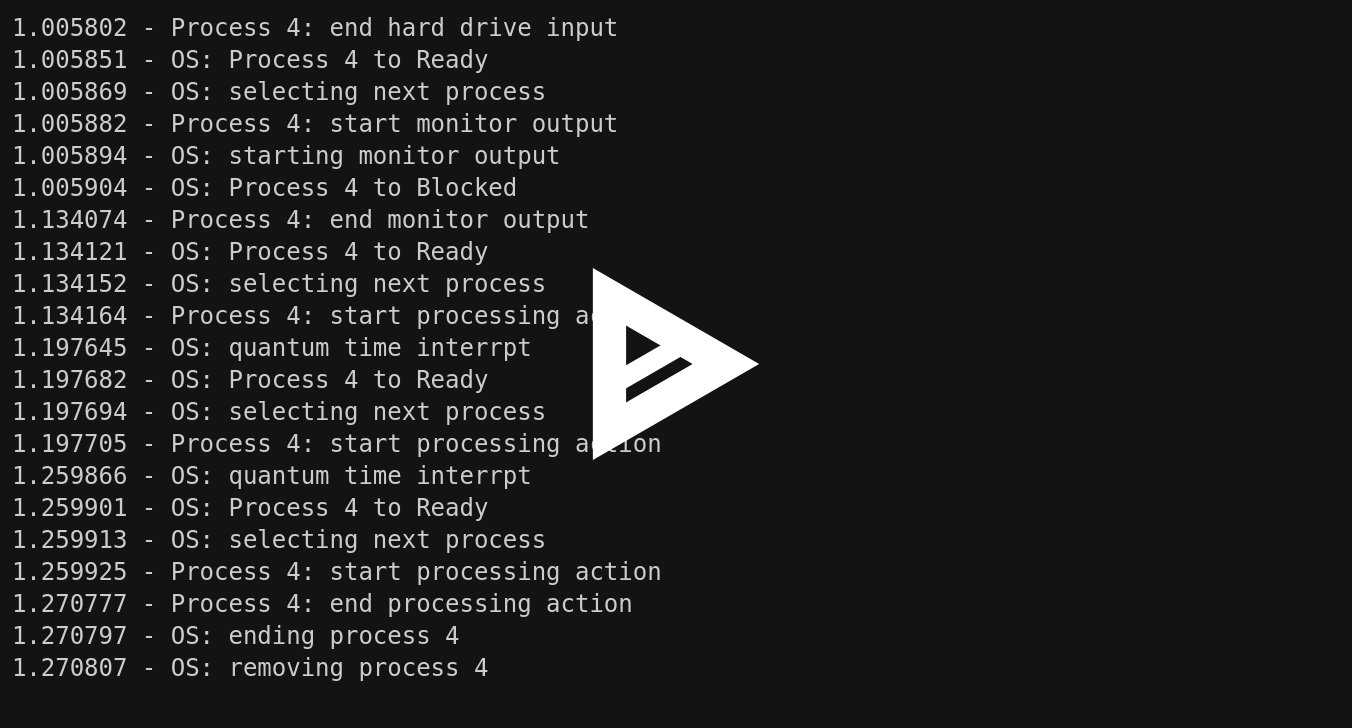 1.005802 - Process 4: end hard drive input
1.005851 - OS: Process 4 to Ready
1.005869 - OS: selecting next process
1.005882 - Process 4: start monitor output
1.005894 - OS: starting monitor output
1.005904 - OS: Process 4 to Blocked
1.134074 - Process 4: end monitor output
1.134121 - OS: Process 4 to Ready
1.134152 - OS: selecting next process
1.134164 - Process 4: start processing
1.197645 - OS: quantum time interrpt
1.197682 - OS: Process 4 to Ready
1.197694 - OS: selecting next process
1.197705 - Process 4: start processing action
1.259866 - OS: quantum time interrpt
1.259901 - OS: Process 4 to Ready
1.259913 - OS: selecting next process
1.259925 - Process 4: start processing action
1.270777 - Process 4: end processing action
1.270797 - OS: ending process 4
1.270807 - OS: removing process 4